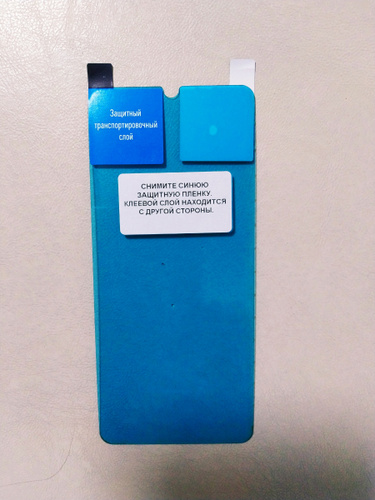 Защитный
транспортировочный
слой
СНИМИТЕ СИНЮЮ
ЗАЩИТНУЮ ПЛЕНКУ.
КЛЕЕВОЙ СЛОЙ НАХОДИТСЯ
С ДРУГОЙ СТОРОНЫ.